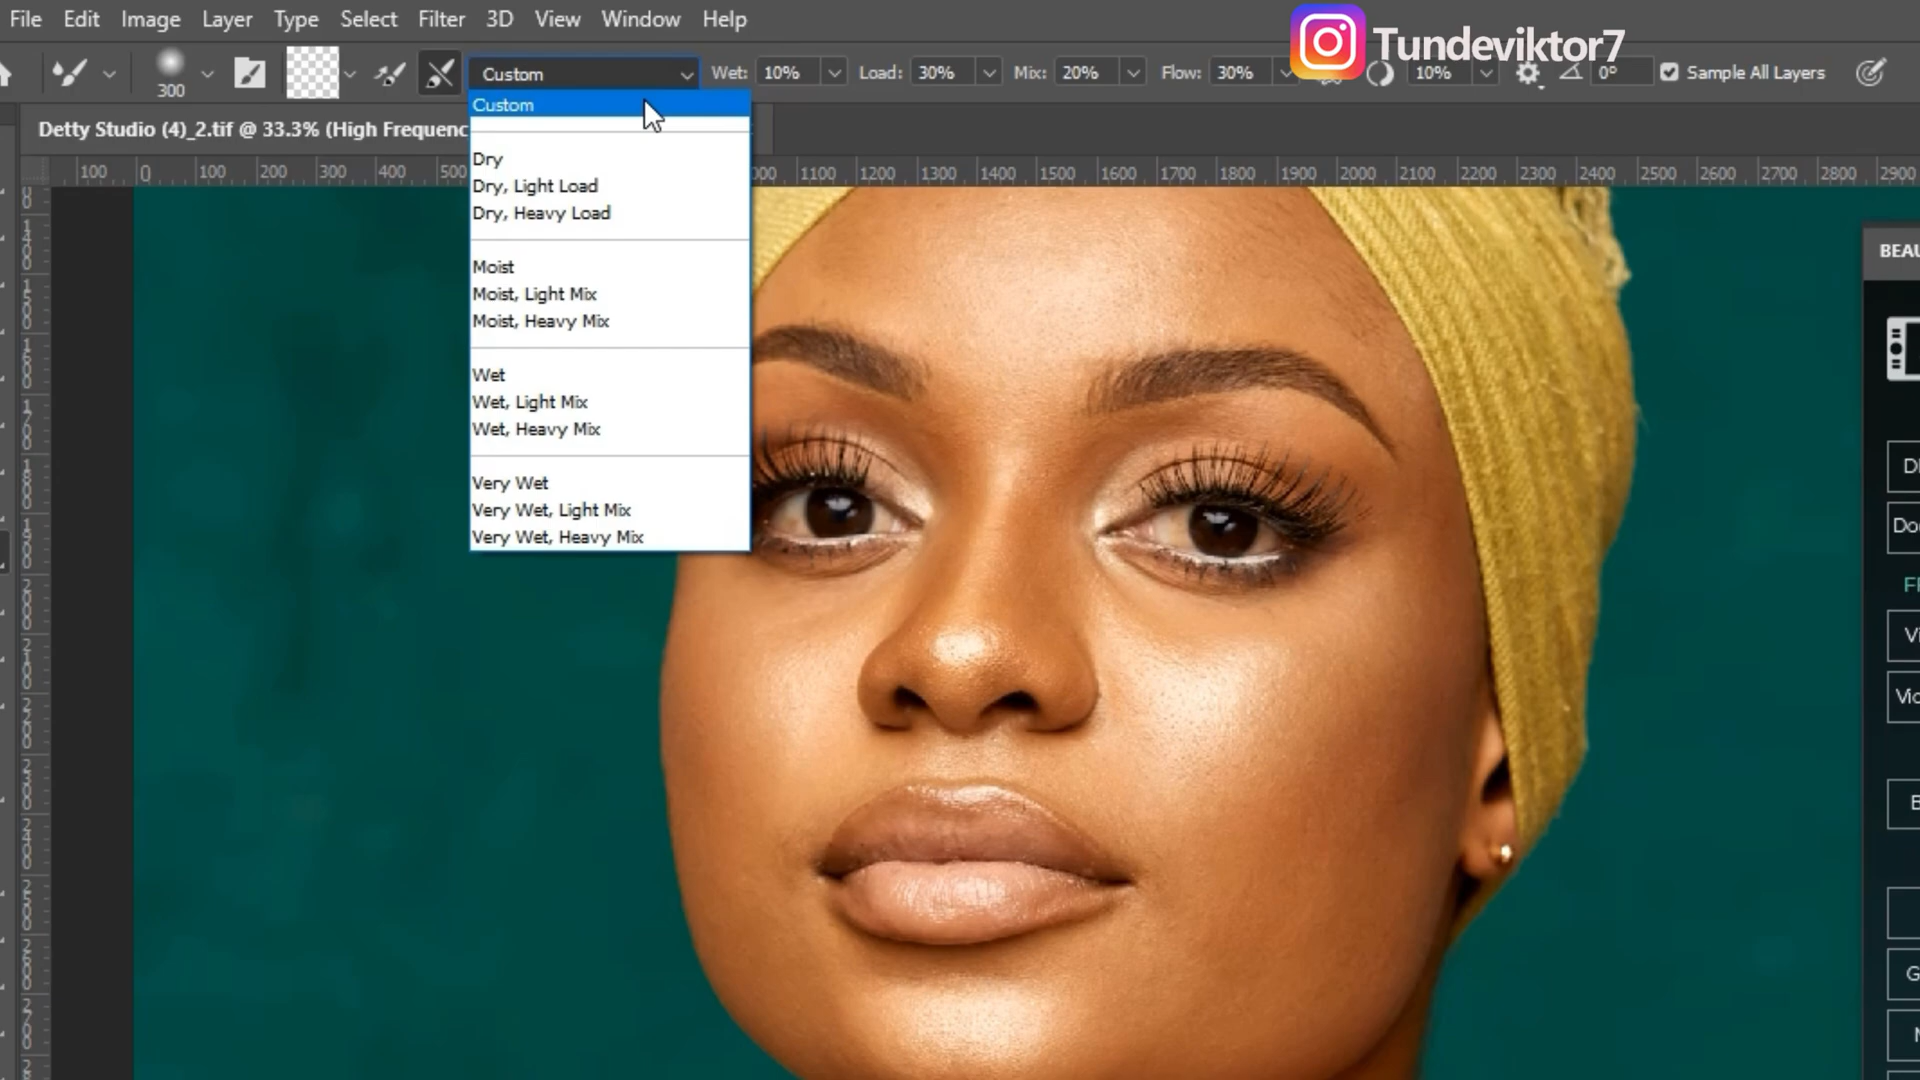 File Edit Image Layer Type Select Filter 3D View Window Help
Tundeviktor7
300
Custom
Wet: 10% Load: 30% Mix: 20% Flow: 30% 10% 0° Sample All Layers
Detty Studio (4)_2.tif @ 33.3% (High Frequenc
100 0 100 200 300 400 500 1100 1200 1300 1400 1500 1600 1700 1800 1900 2000 2100 2200 2300 2400 2500 2600 2700 2800 2900
Custom
Dry
Dry, Light Load
Dry, Heavy Load
Moist
Moist, Light Mix
Moist, Heavy Mix
Wet
Wet, Light Mix
Wet, Heavy Mix
Very Wet
Very Wet, Light Mix
Very Wet, Heavy Mix
BEAU